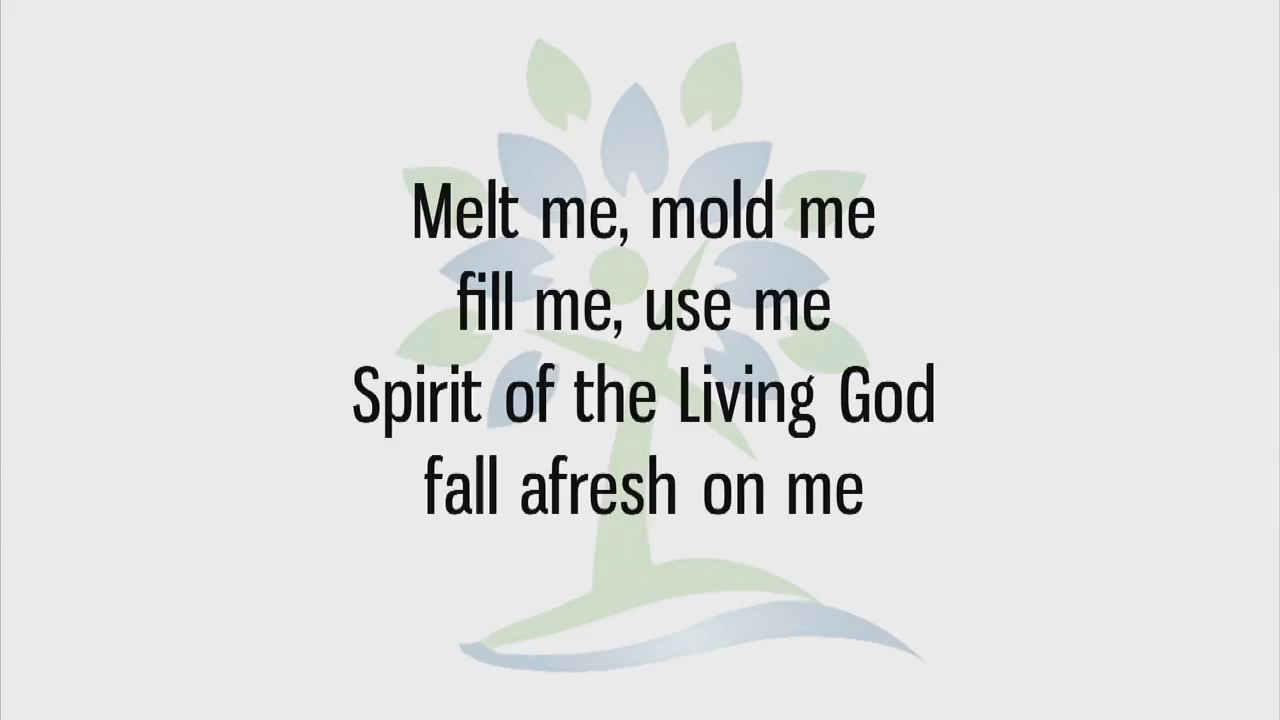 Melt me, mold me
fill me, use me
Spirit of the Living God
fall afresh on me